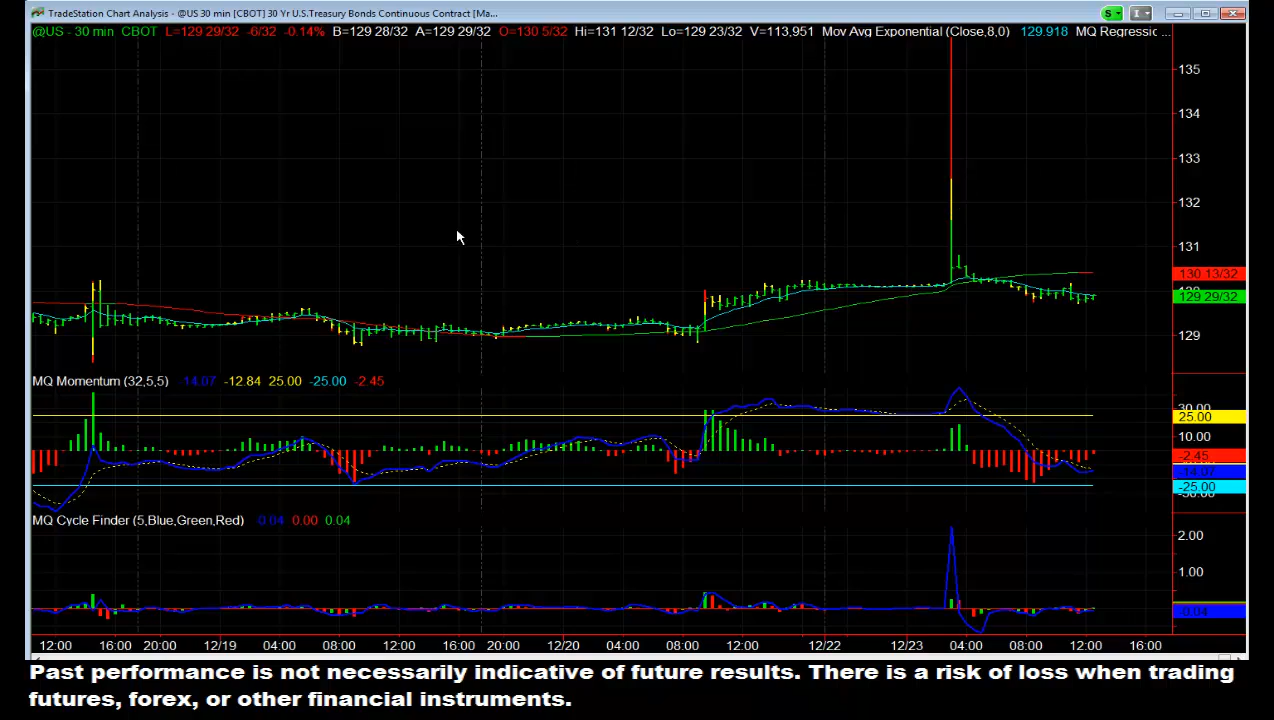 TradeStation Chart Analysis - @US 30 min [CBOT] 30 Yr U.S.Treasury Bonds Continuous Contract [Ma...
S I
@US - 30 min CBOT L=129 29/32 -6/32 -0.14% B=129 28/32 A=129 29/32 O=130 5/32 Hi=131 12/32 Lo=129 23/32 V=113,951 Mov Avg Exponential (Close,8,0) 129.918 MQ Regressic ...
135
134
133
132
131
130 13/32
129 29/32
129
MQ Momentum (32,5,5) -14.07 -12.84 25.00 -25.00 -2.45
25.00
10.00
-2.45
-14.07
-25.00
MQ Cycle Finder (5,Blue,Green,Red) -0.04 0.00 0.04
2.00
1.00
12:00 16:00 20:00 12/19 04:00 08:00 12:00 16:00 20:00 12/20 04:00 08:00 12:00 12/22 12/23 04:00 08:00 12:00 16:00
Past performance is not necessarily indicative of future results. There is a risk of loss when trading
futures, forex, or other financial instruments.